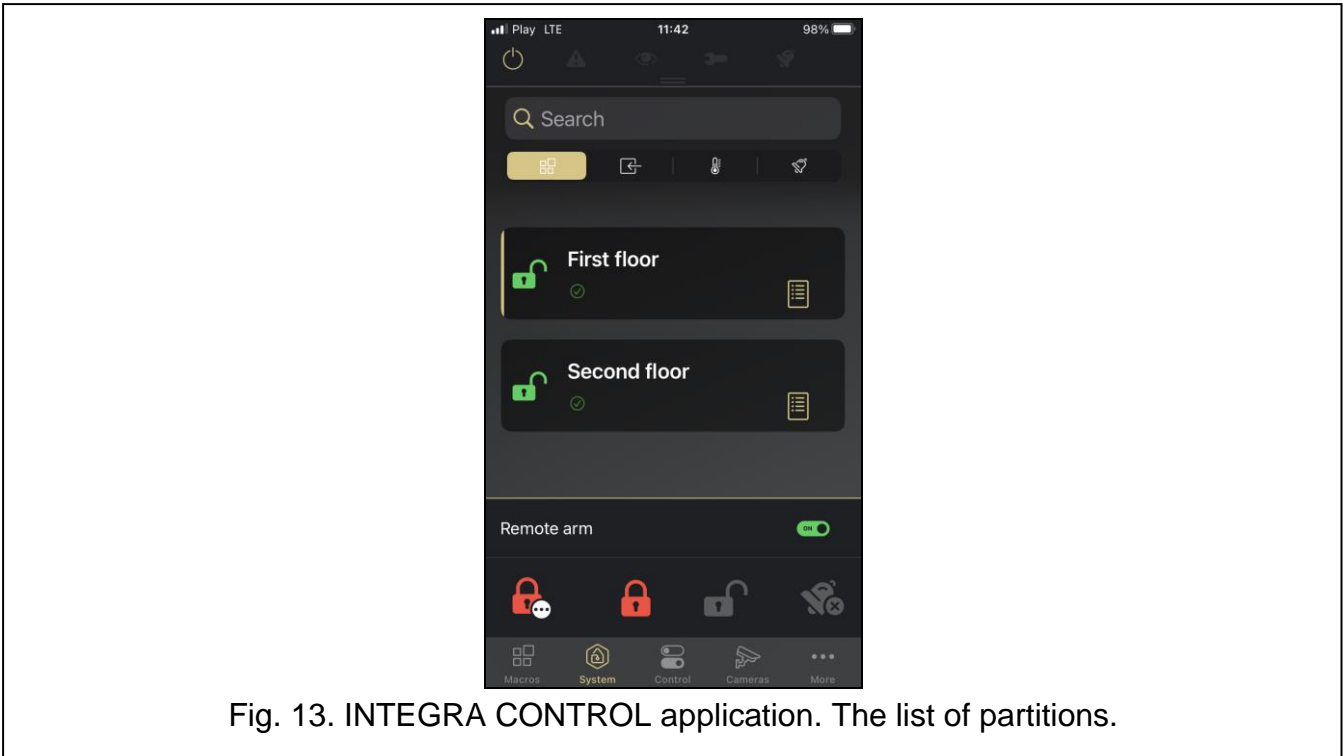 Play LTE 11:42 98%
Search
First floor
Second floor
Remote arm
ON
Macros System Control Cameras More
Fig. 13. INTEGRA CONTROL application. The list of partitions.